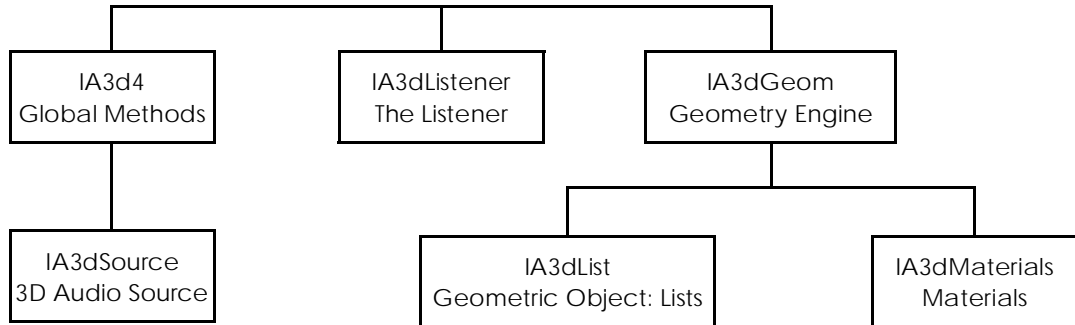 IA3d4
Global Methods
IA3dListener
The Listener
IA3dGeom
Geometry Engine
IA3dSource
3D Audio Source
IA3dList
Geometric Object: Lists
IA3dMaterials
Materials